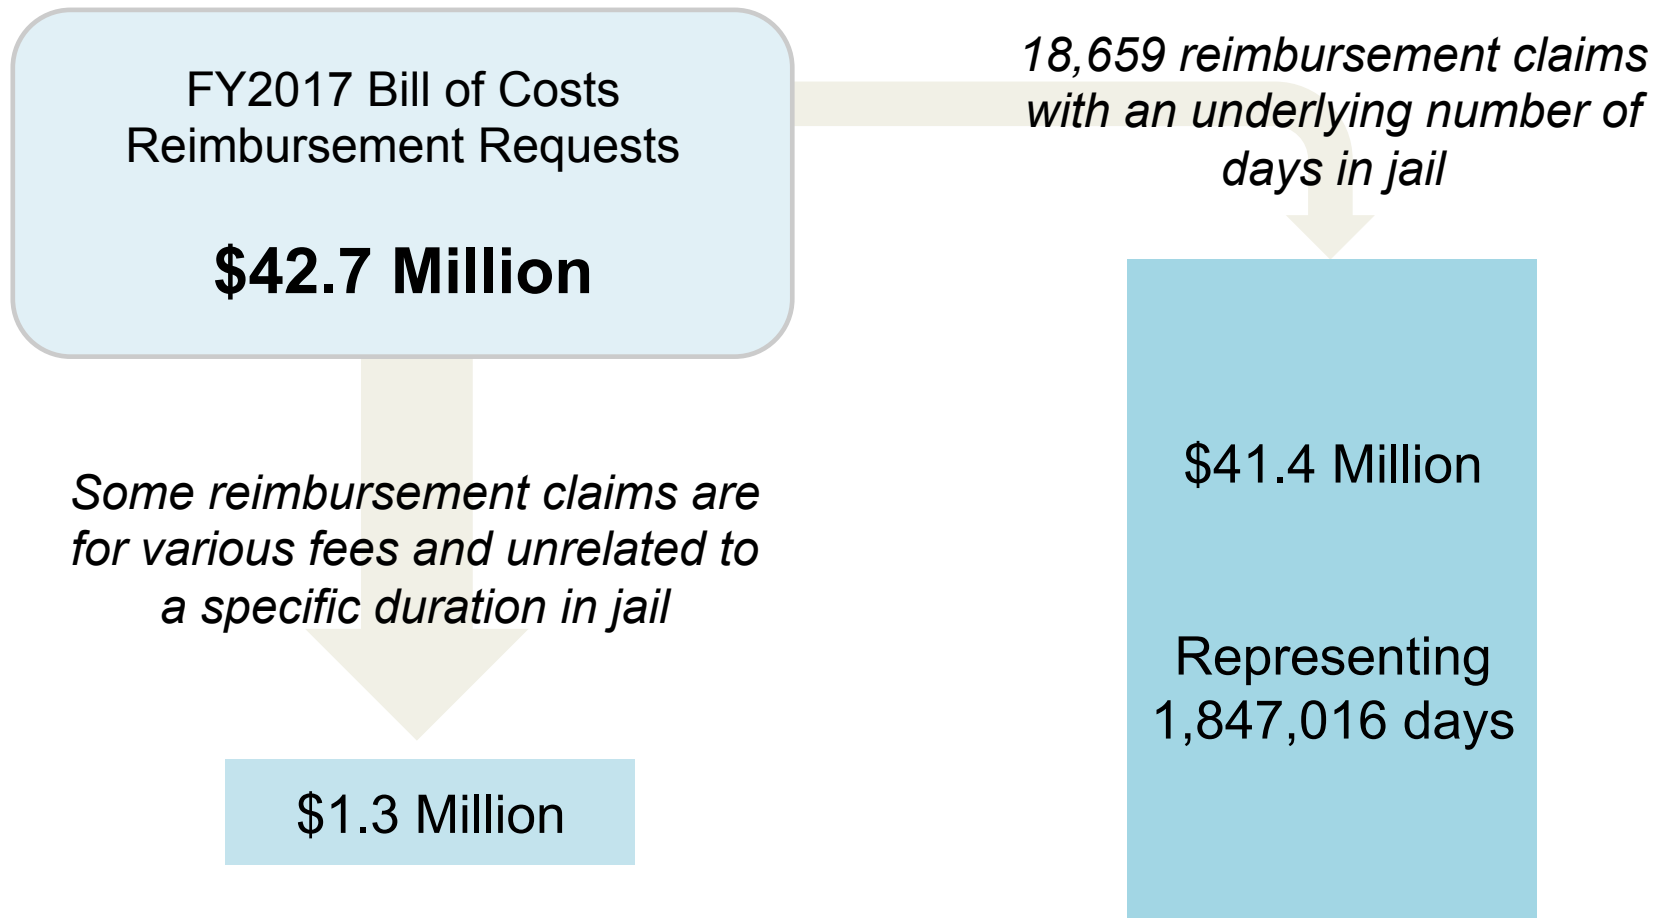 FY2017 Bill of Costs
Reimbursement Requests
$42.7 Million
18,659 reimbursement claims
with an underlying number of
days in jail
Some reimbursement claims are
for various fees and unrelated to
a specific duration in jail
$1.3 Million
$41.4 Million
Representing
1,847,016 days